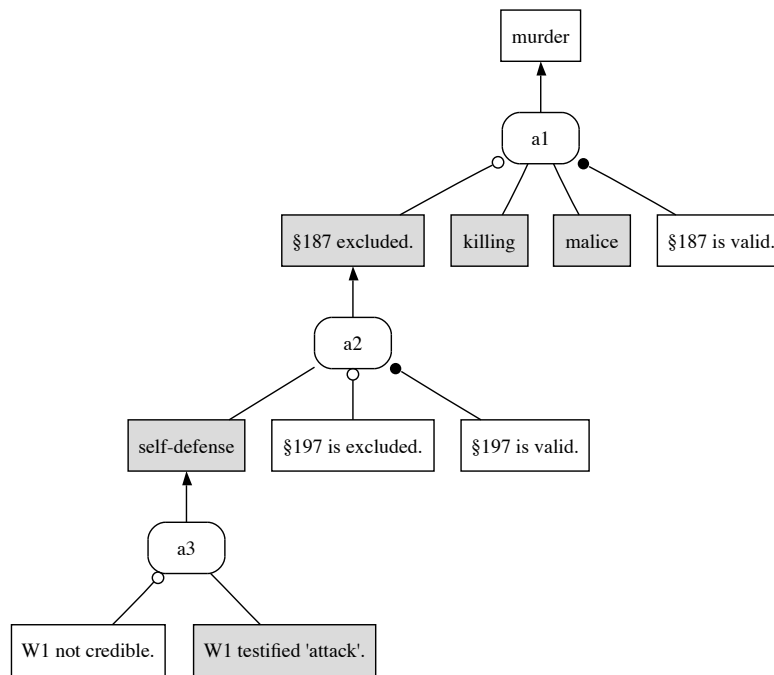 murder
a1
§187 excluded.
killing
malice
§187 is valid.
a2
self-defense
§197 is excluded.
§197 is valid.
a3
W1 not credible.
W1 testified 'attack'.